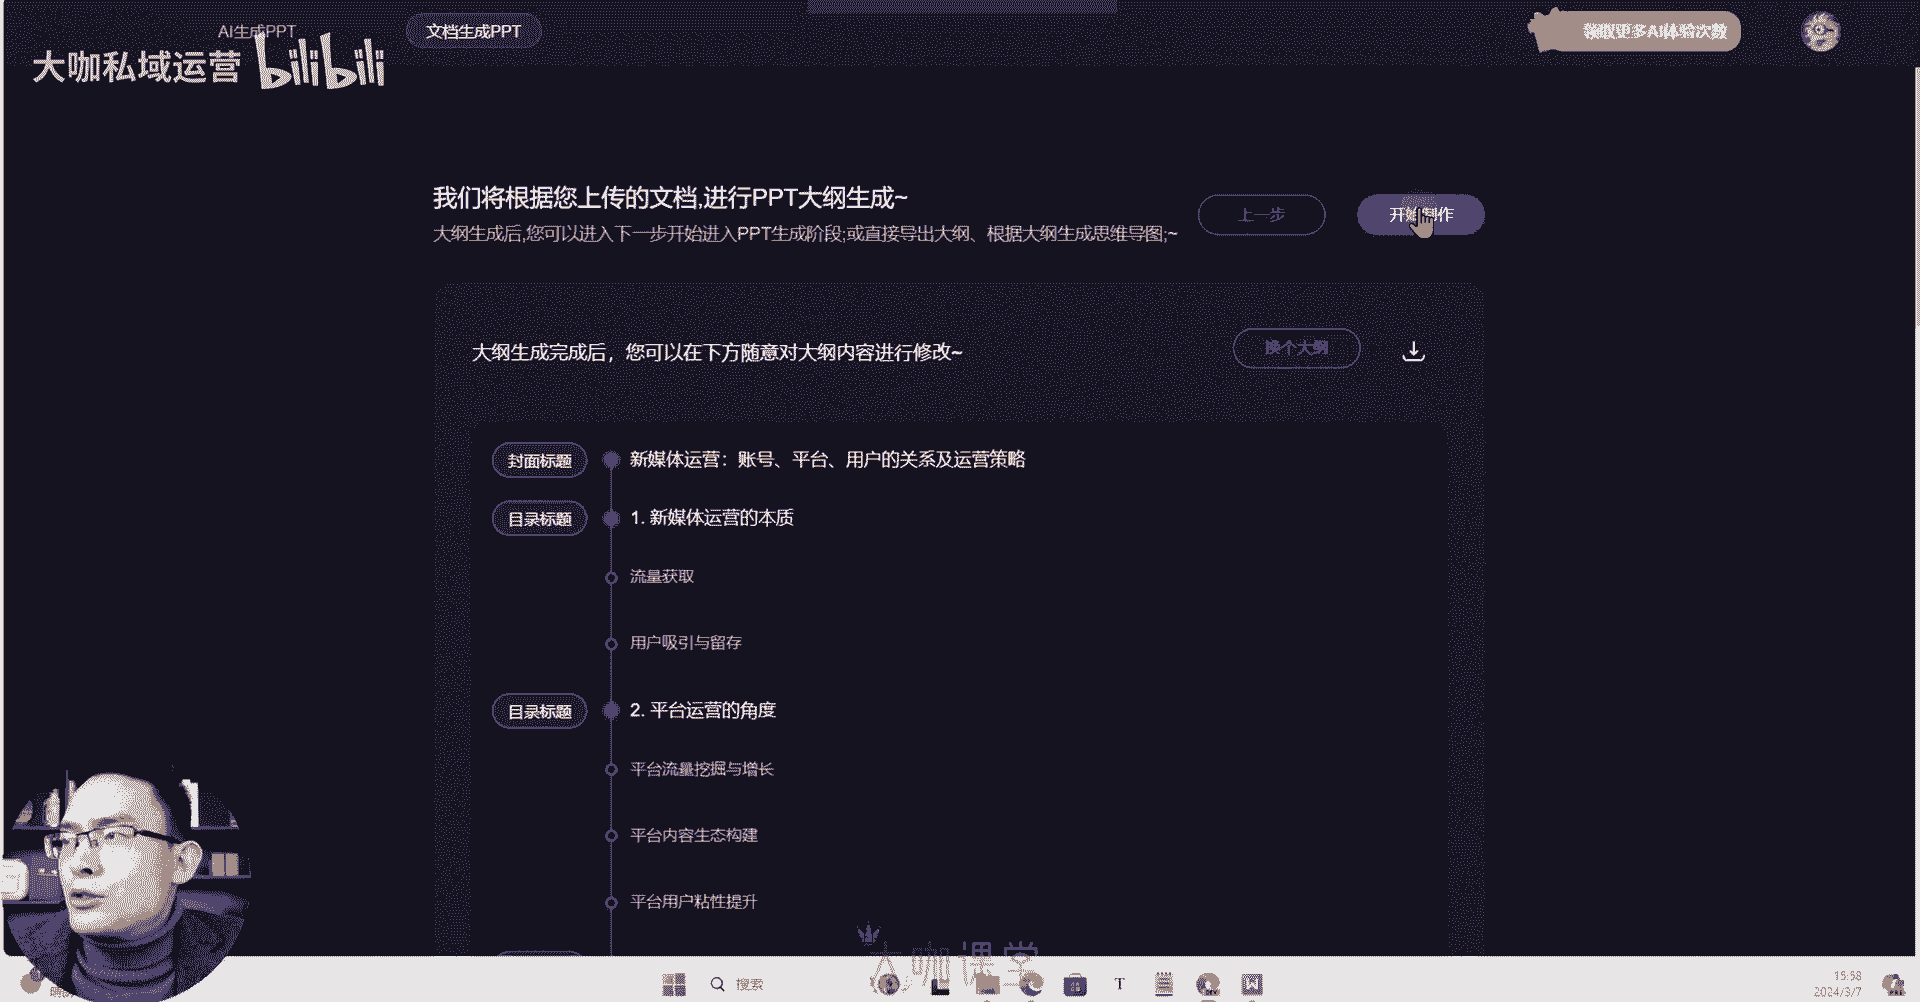 AI生成PPT
文档生成PPT
领取更多AI体验次数
大咖私域运营 bilibili
我们将根据您上传的文档,进行PPT大纲生成~
上一步
开始制作
大纲生成后,您可以进入下一步开始进入PPT生成阶段;或直接导出大纲、根据大纲生成思维导图;~
大纲生成完成后，您可以在下方随意对大纲内容进行修改~
换个大纲
封面标题
新媒体运营：账号、平台、用户的关系及运营策略
目录标题
1. 新媒体运营的本质
流量获取
用户吸引与留存
目录标题
2. 平台运营的角度
平台流量挖掘与增长
平台内容生态构建
平台用户粘性提升
大咖课堂
搜索
15:58
2024/3/7